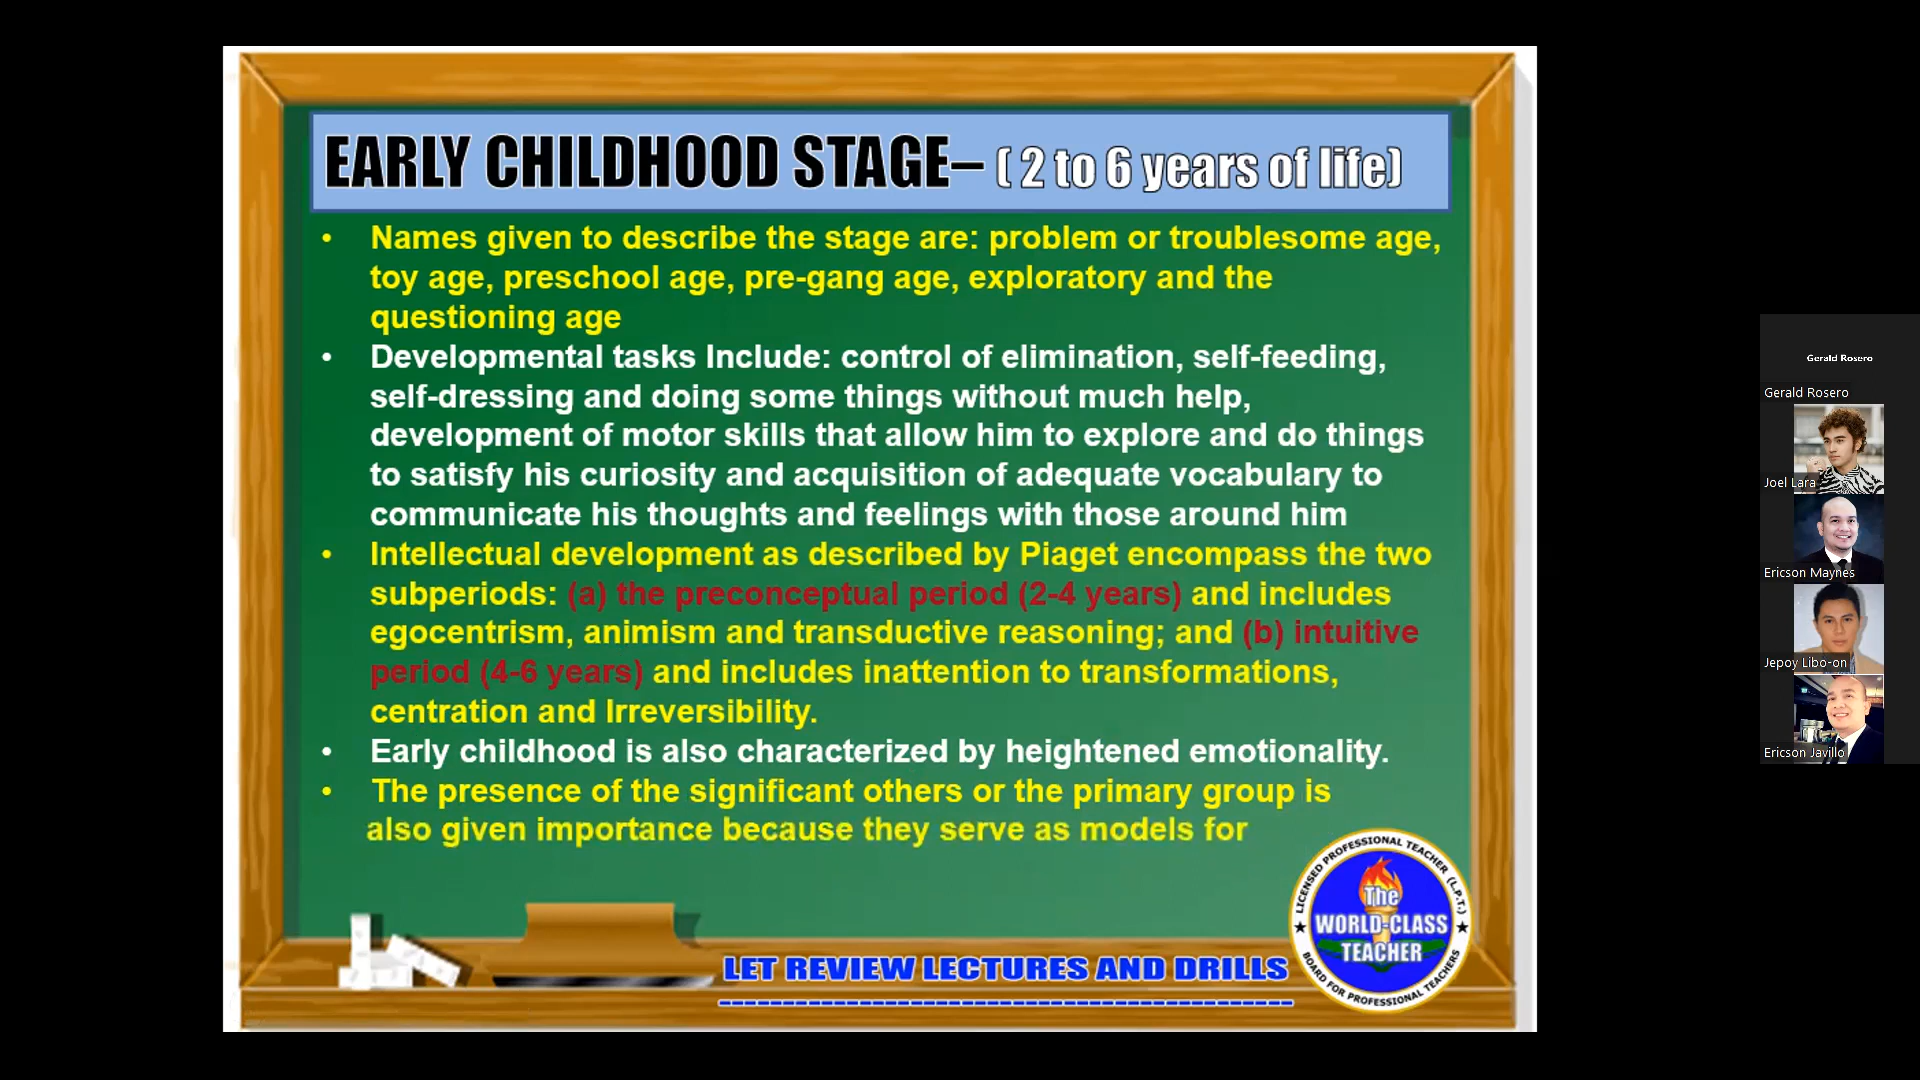 EARLY CHILDHOOD STAGE– ( 2 to 6 years of life)
• Names given to describe the stage are: problem or troublesome age,
toy age, preschool age, pre-gang age, exploratory and the
questioning age
• Developmental tasks Include: control of elimination, self-feeding,
self-dressing and doing some things without much help,
development of motor skills that allow him to explore and do things
to satisfy his curiosity and acquisition of adequate vocabulary to
communicate his thoughts and feelings with those around him
• Intellectual development as described by Piaget encompass the two
subperiods: (a) the preconceptual period (2-4 years) and includes
egocentrism, animism and transductive reasoning; and (b) intuitive
period (4-6 years) and includes inattention to transformations,
centration and Irreversibility.
• Early childhood is also characterized by heightened emotionality.
• The presence of the significant others or the primary group is
also given importance because they serve as models for
LET REVIEW LECTURES AND DRILLS
LICENSED PROFESSIONAL TEACHER (L.P.T.)
The
WORLD-CLASS
TEACHER
BOARD FOR PROFESSIONAL TEACHERS
Gerald Rosero
Gerald Rosero
Joel Lara
Ericson Maynes
Jepoy Libo-on
Ericson Javillo